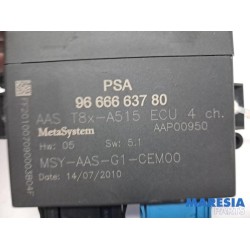 PSA
96 666 637 80
AAS T8x-A515 ECU 4 ch.
MetaSystem AAP00950
Hw: 05 Sw: 5.1
MSY-AAS-G1-CEM00
Date: 14/07/2010
MARESIA